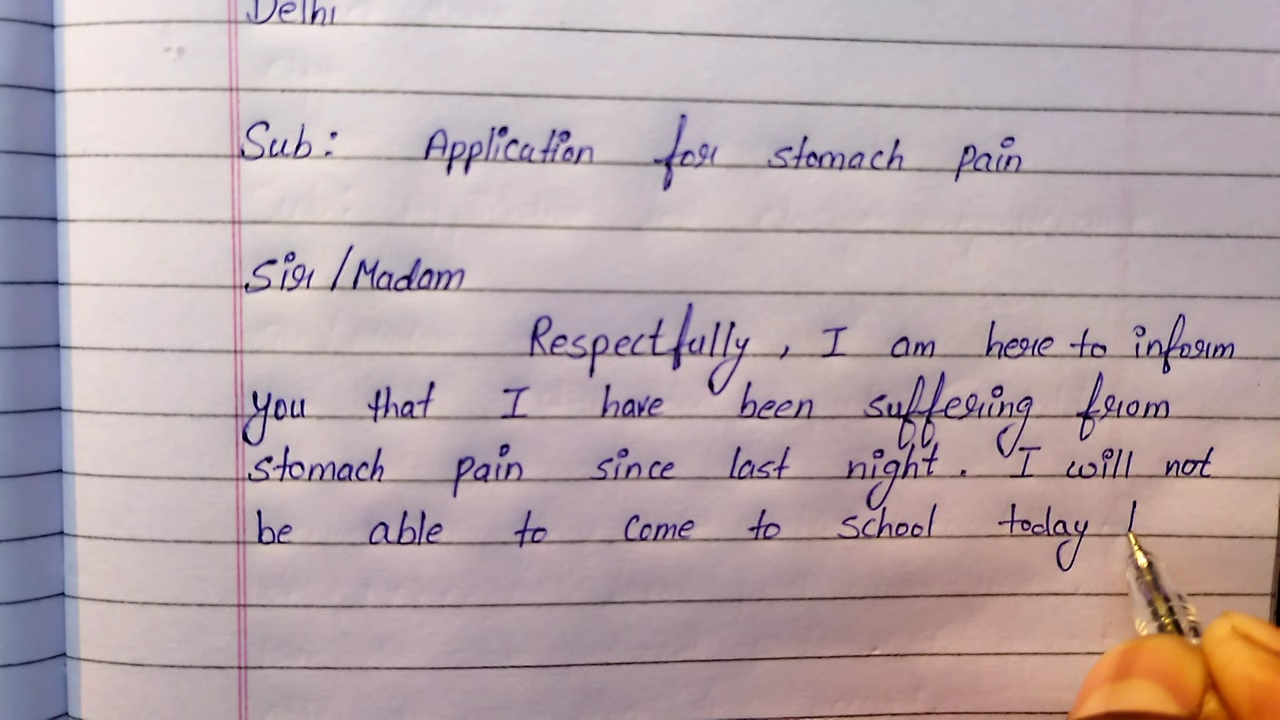 Delhi
Sub: Application for stomach pain
Sir/Madam
Respectfully, I am here to inform
you that I have been suffering from
stomach pain since last night. I will not
be able to come to school today